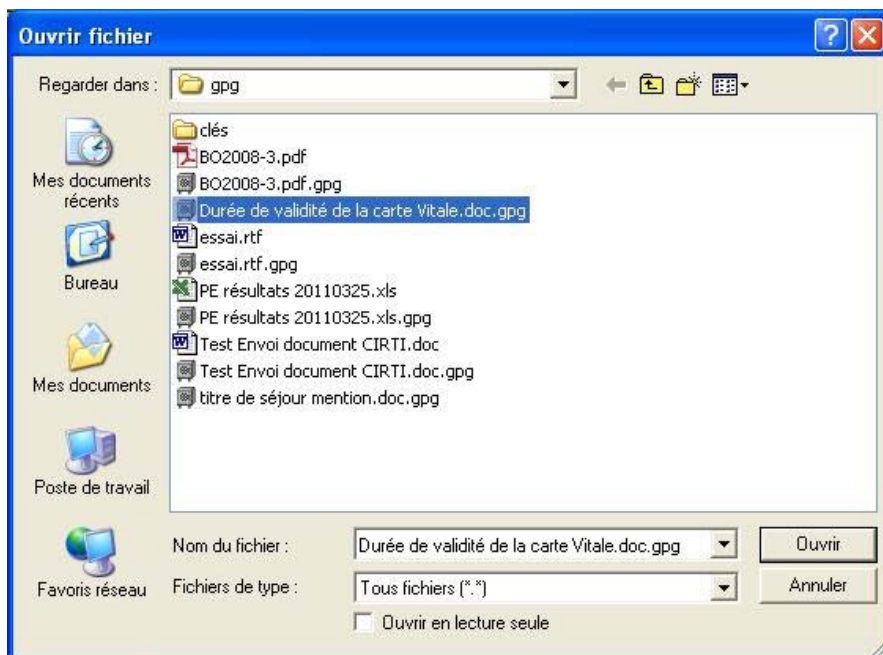 Ouvrir fichier
Regarder dans :
gpg
Mes documents
récents
Bureau
Mes documents
Poste de travail
Favoris réseau
clés
BO2008-3.pdf
BO2008-3.pdf.gpg
Durée de validité de la carte Vitale.doc.gpg
essai.rtf
essai.rtf.gpg
PE résultats 20110325.xls
PE résultats 20110325.xls.gpg
Test Envoi document CIRTI.doc
Test Envoi document CIRTI.doc.gpg
titre de séjour mention.doc.gpg
Nom du fichier :
Durée de validité de la carte Vitale.doc.gpg
Ouvrir
Fichiers de type :
Tous fichiers (*.*)
Annuler
Ouvrir en lecture seule